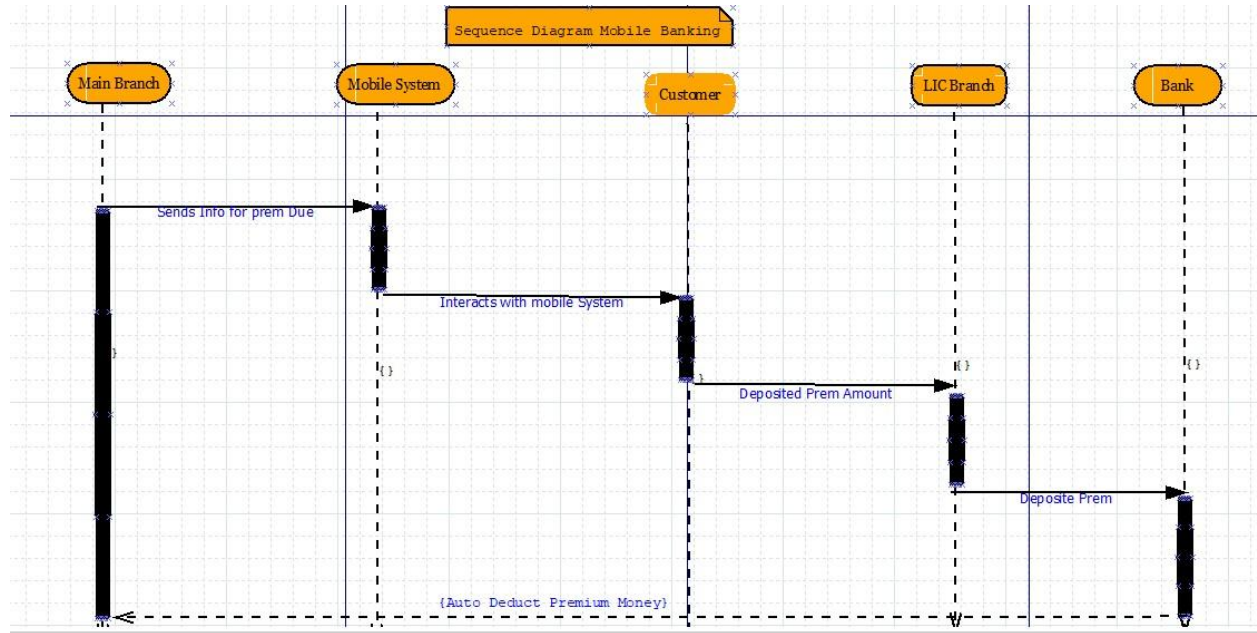 Sequence Diagram Mobile Banking
Main Branch
Mobile System
Customer
LIC Branch
Bank
Sends Info for prem Due
Interacts with mobile System
}
{}
{}
{}
}
Deposited Prem Amount
Deposite Prem
{Auto Deduct Premium Money}